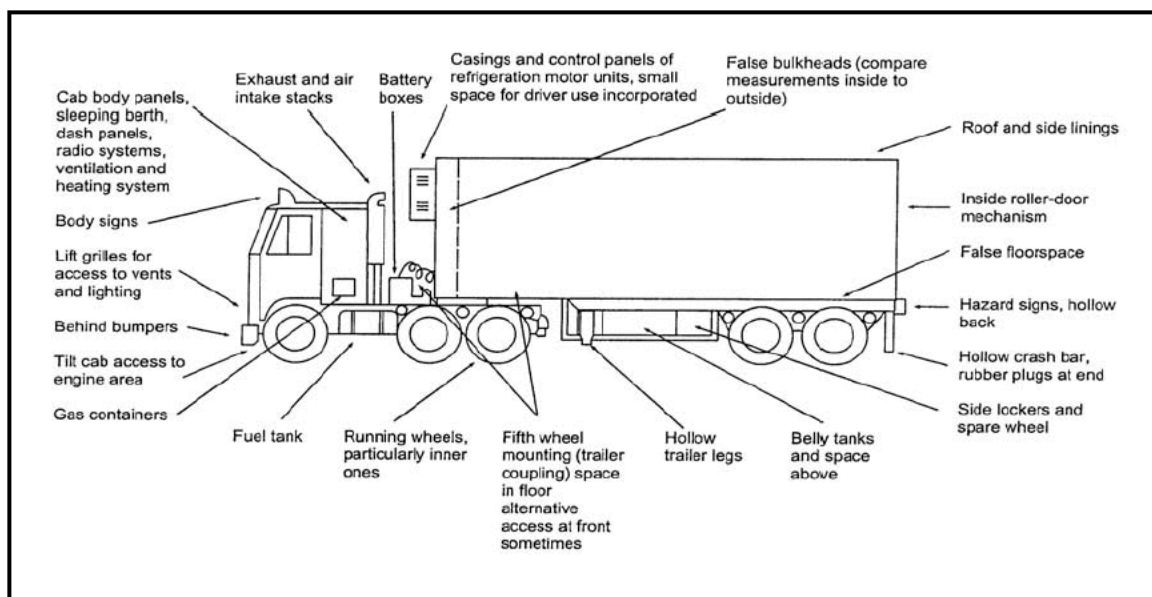 Cab body panels,
sleeping berth,
dash panels,
radio systems,
ventilation and
heating system
Exhaust and air
intake stacks
Battery
boxes
Casings and control panels of
refrigeration motor units, small
space for driver use incorporated
False bulkheads (compare
measurements inside to
outside)
Roof and side linings
Inside roller-door
mechanism
False floorspace
Hazard signs, hollow
back
Hollow crash bar,
rubber plugs at end
Side lockers and
spare wheel
Body signs
Lift grilles for
access to vents
and lighting
Behind bumpers
Tilt cab access to
engine area
Gas containers
Fuel tank
Running wheels,
particularly inner
ones
Fifth wheel
mounting (trailer
coupling) space
in floor
alternative
access at front
sometimes
Hollow
trailer legs
Belly tanks
and space
above